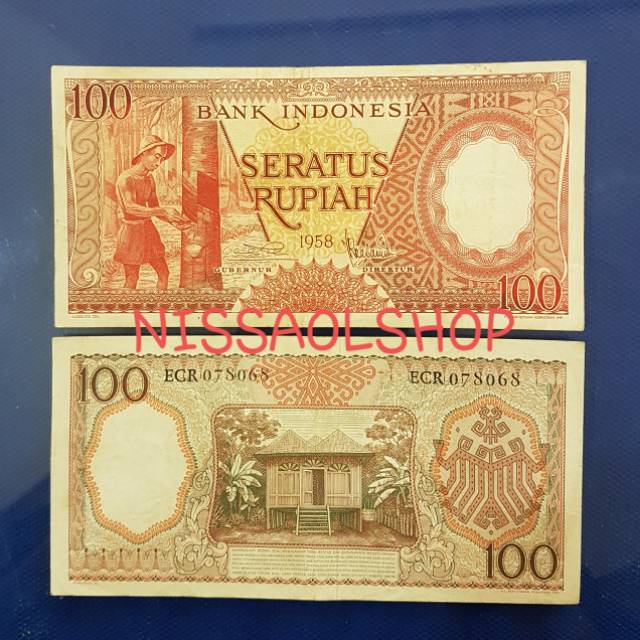 100
BANK INDONESIA
SERATUS
RUPIAH
1958
GUBERNUR
DIREKTUR
100
NISSAOLSHOP
100
ECR078068
ECR078068
100